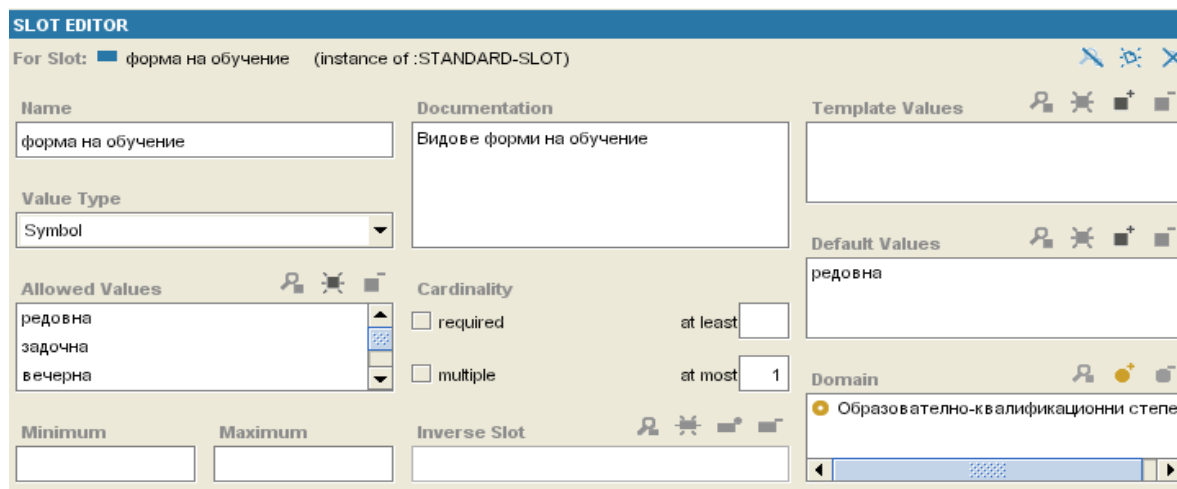 SLOT EDITOR
For Slot: форма на обучение (instance of :STANDARD-SLOT)
Name
форма на обучение
Value Type
Symbol
Allowed Values
редовна
задочна
вечерна
Minimum Maximum
Documentation
Видове форми на обучение
Cardinality
required at least
multiple at most 1
Inverse Slot
Template Values
Default Values
редовна
Domain
Образователно-квалификационни степе